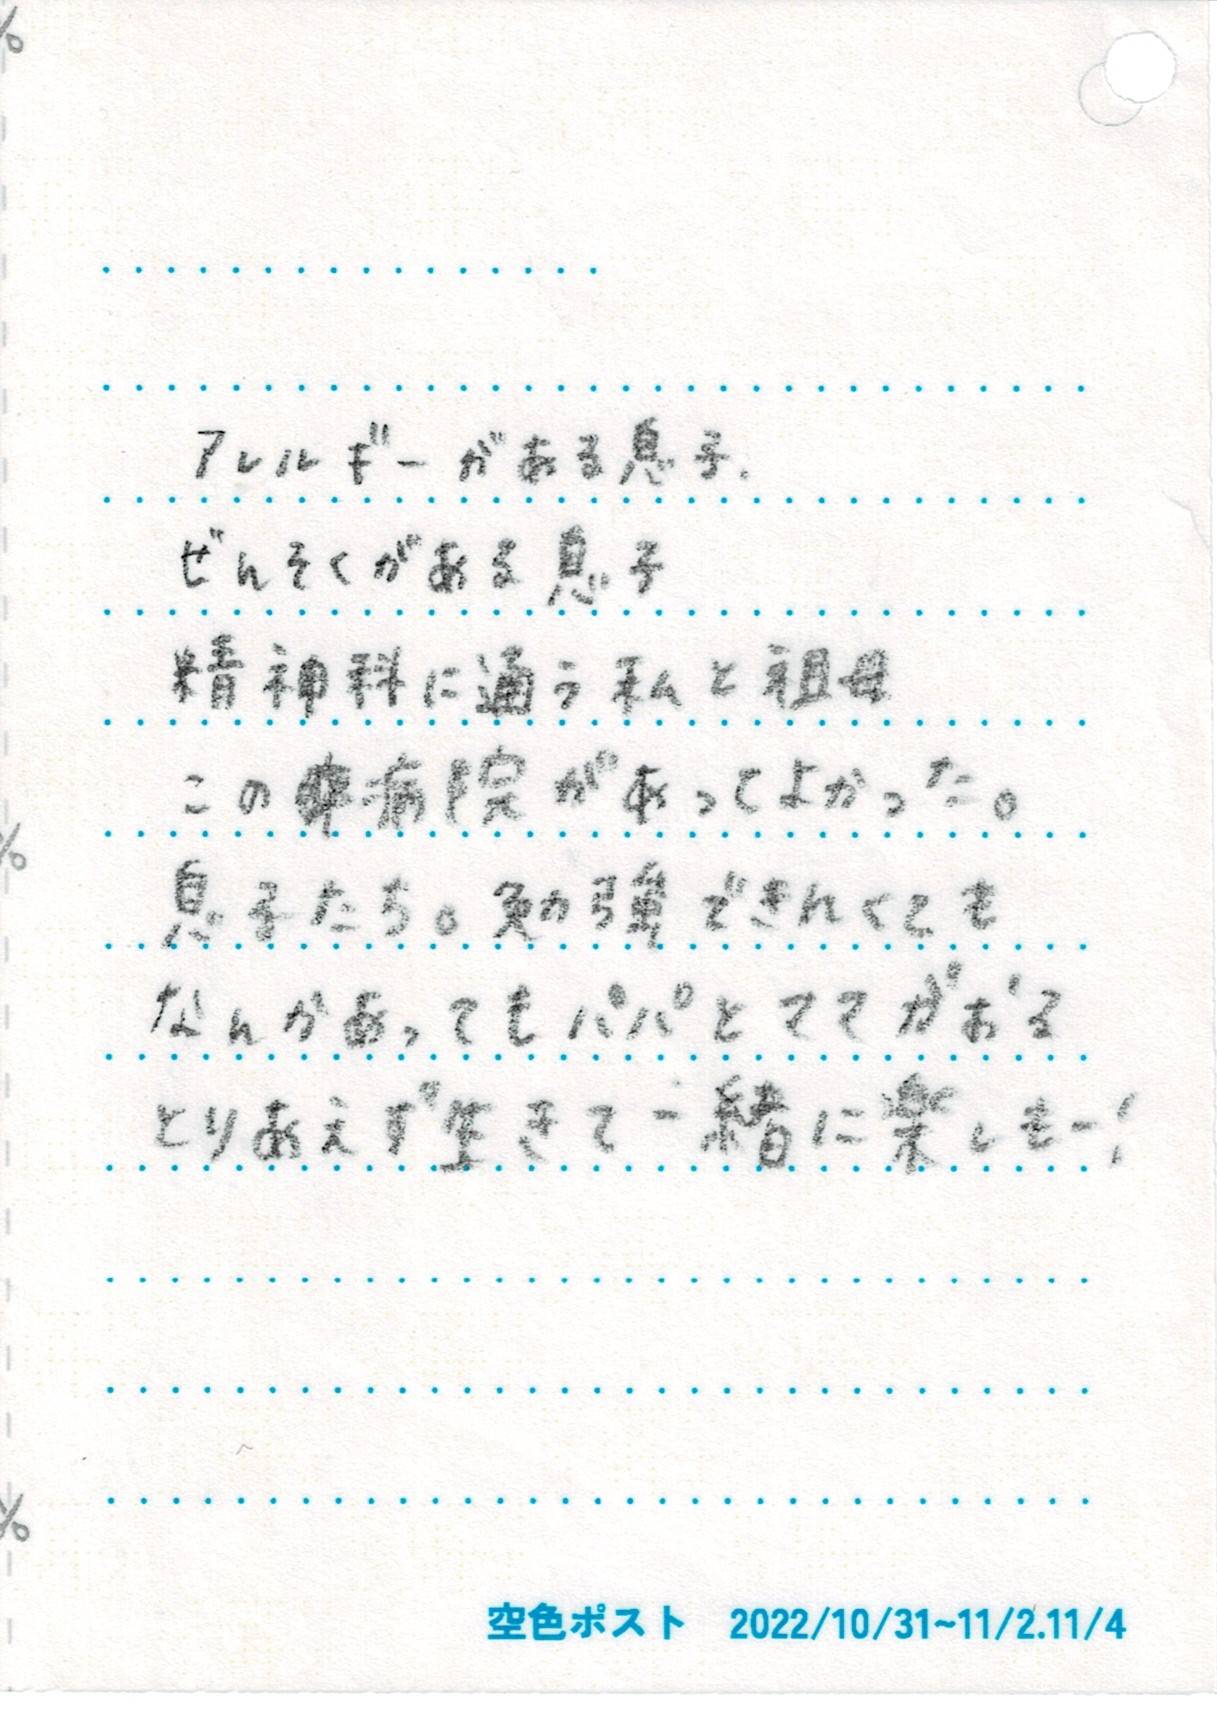 アレルギーがある息子.
ぜんそくがある息子
精神科に通う私と祖母
この病院があってよかった。
息子たち。勉強できんくても
なんかあってもパパとママがおる
とりあえず生きて一緒に楽しもー!
空色ポスト 2022/10/31~11/2.11/4